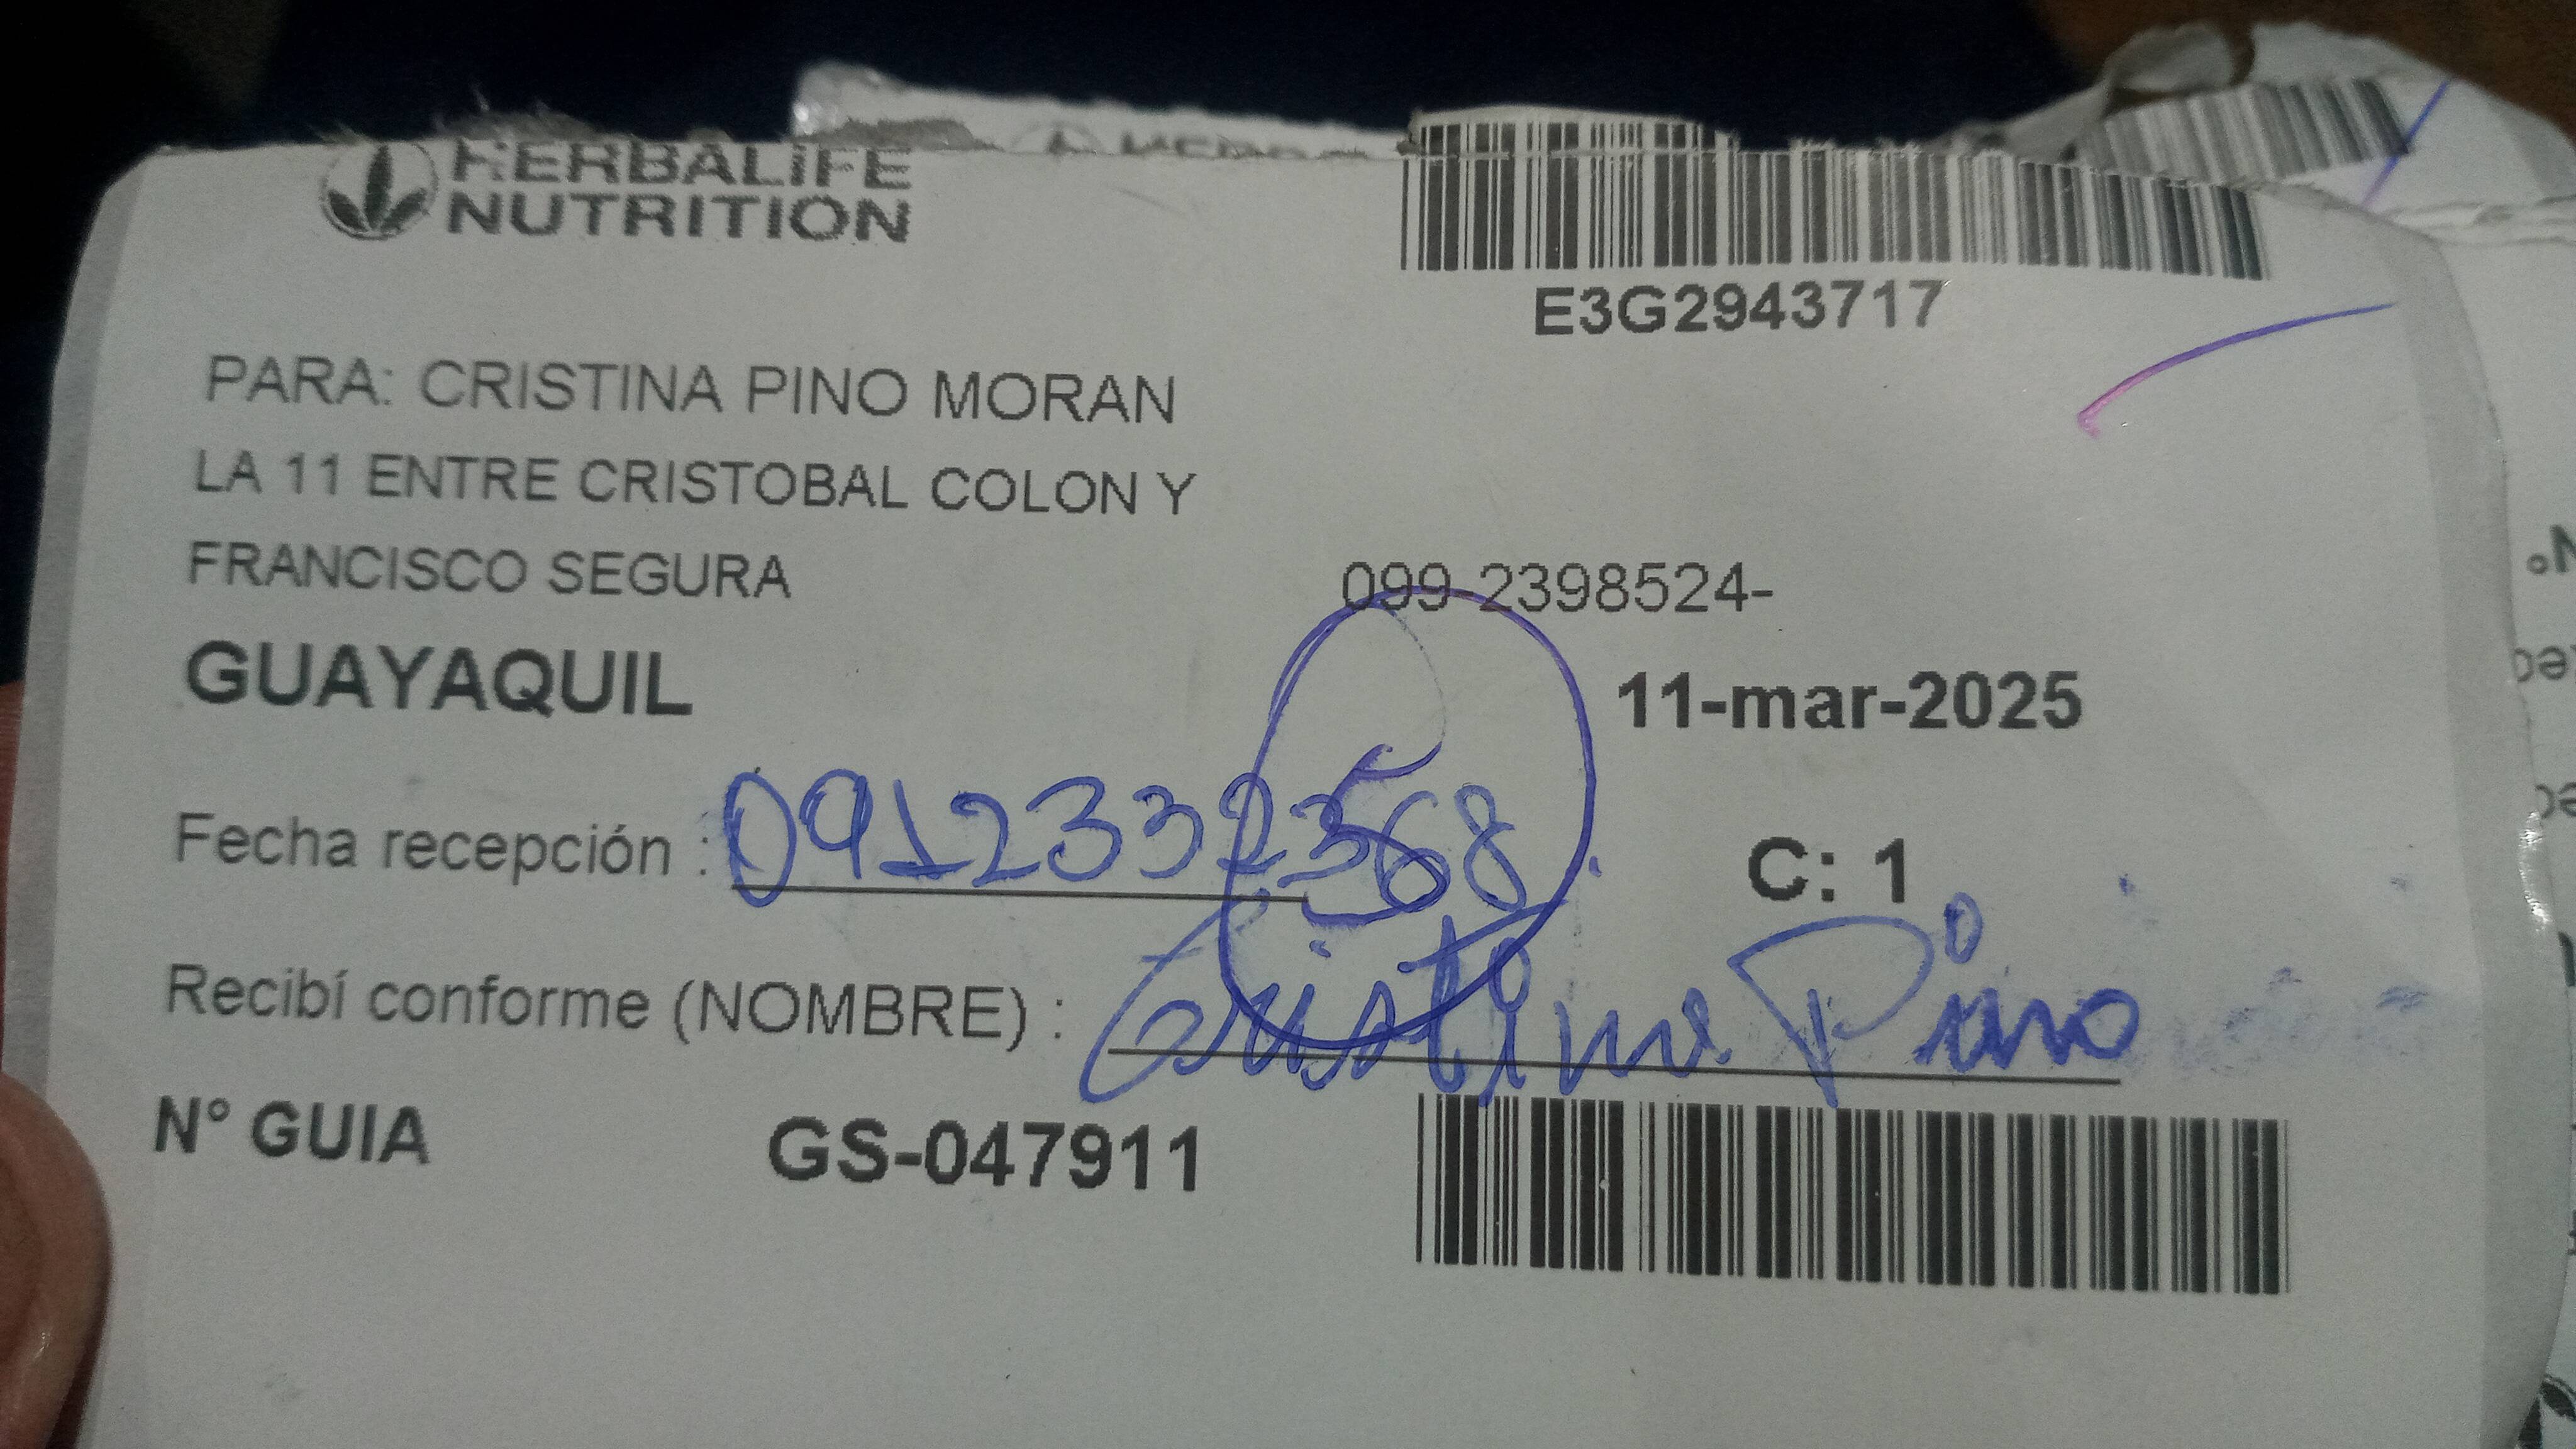 HERBALIFE
NUTRITION
E3G2943717
PARA: CRISTINA PINO MORAN
LA 11 ENTRE CRISTOBAL COLON Y
FRANCISCO SEGURA
099-2398524-
GUAYAQUIL
11-mar-2025
Fecha recepción : 0912332368
C: 1
Recibí conforme (NOMBRE) : Cristina Pino
N° GUIA GS-047911